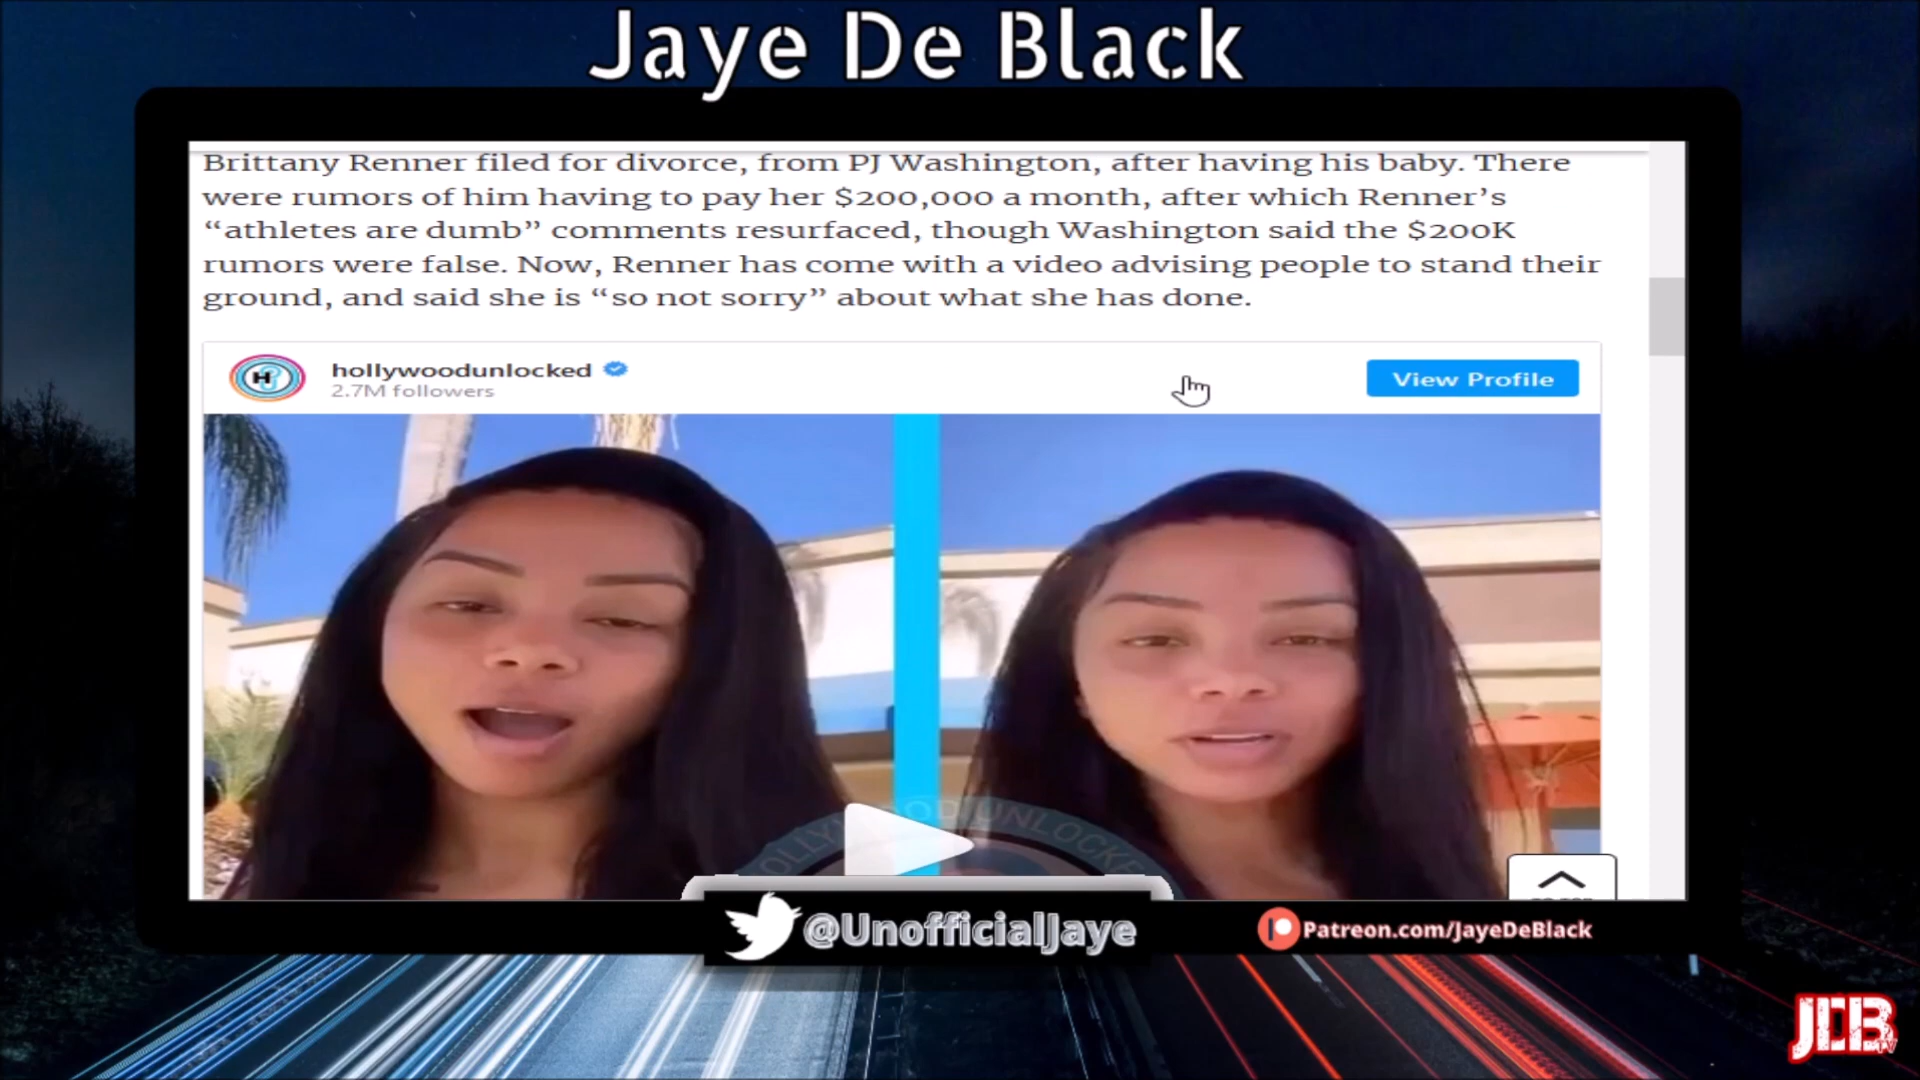 Jaye De Black
Brittany Renner filed for divorce, from PJ Washington, after having his baby. There
were rumors of him having to pay her $200,000 a month, after which Renner’s
“athletes are dumb” comments resurfaced, though Washington said the $200K
rumors were false. Now, Renner has come with a video advising people to stand their
ground, and said she is “so not sorry” about what she has done.
H?
hollywoodunlocked
2.7M followers
View Profile
HOLLYWOOD UNLOCKED
@UnofficialJaye
Patreon.com/JayeDeBlack
JDB TV